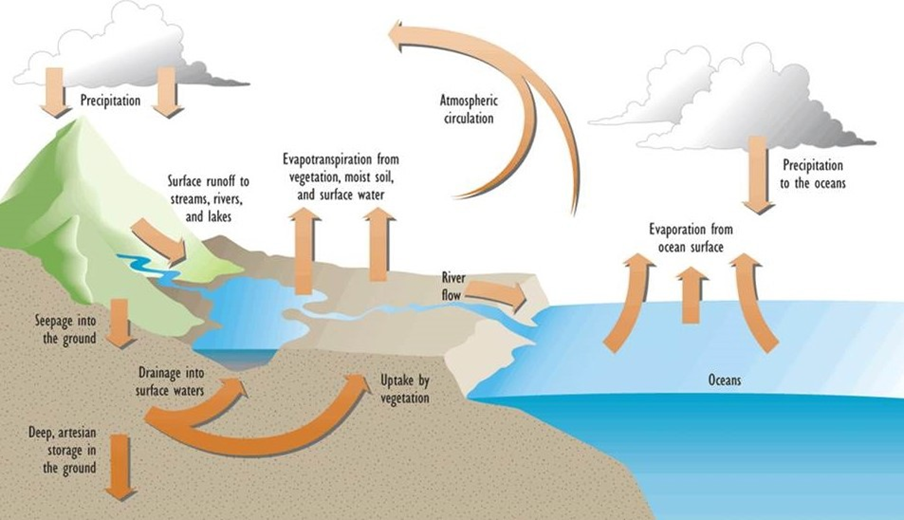 Precipitation
Atmospheric
circulation
Precipitation
to the oceans
Surface runoff to
streams, rivers,
and lakes
Evapotranspiration from
vegetation, moist soil,
and surface water
Evaporation from
ocean surface
River
flow
Seepage into
the ground
Drainage into
surface waters
Uptake by
vegetation
Oceans
Deep, artesian
storage in
the ground